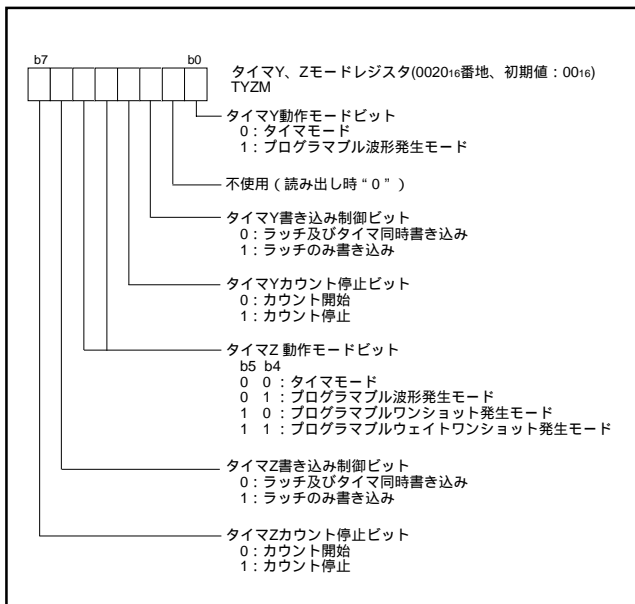 b7 b0
タイマY、Zモードレジスタ(0020₁₆番地、初期値：00₁₆)
TYZM
タイマY動作モードビット
0：タイマモード
1：プログラマブル波形発生モード
不使用（読み出し時“0”）
タイマY書き込み制御ビット
0：ラッチ及びタイマ同時書き込み
1：ラッチのみ書き込み
タイマYカウント停止ビット
0：カウント開始
1：カウント停止
タイマZ 動作モードビット
b5 b4
0 0：タイマモード
0 1：プログラマブル波形発生モード
1 0：プログラマブルワンショット発生モード
1 1：プログラマブルウェイトワンショット発生モード
タイマZ書き込み制御ビット
0：ラッチ及びタイマ同時書き込み
1：ラッチのみ書き込み
タイマZカウント停止ビット
0：カウント開始
1：カウント停止